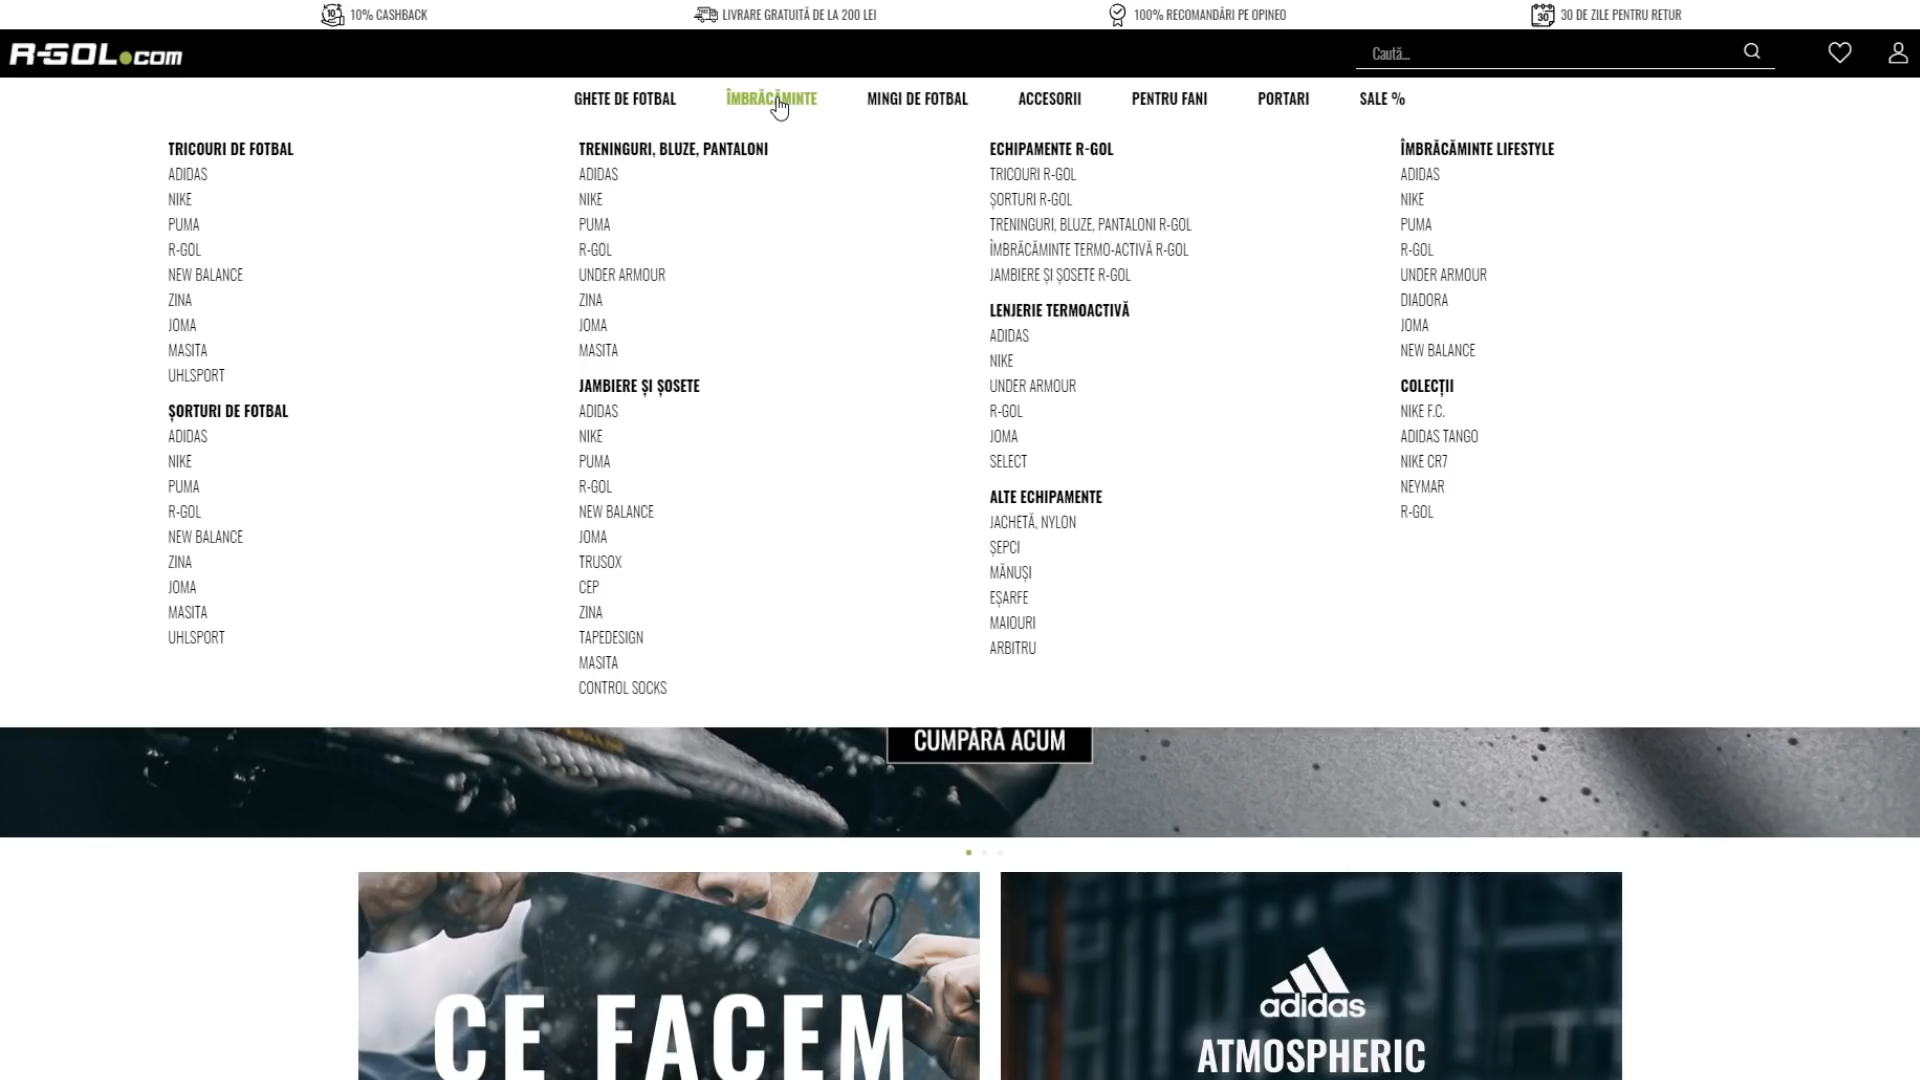 10% CASHBACK
LIVRARE GRATUITĂ DE LA 200 LEI
100% RECOMANDĂRI PE OPINEO
30 DE ZILE PENTRU RETUR
R-GOL.com
Caută...
GHETE DE FOTBAL
ÎMBRĂCĂMINTE
MINGI DE FOTBAL
ACCESORII
PENTRU FANI
PORTARI
SALE %
TRICOURI DE FOTBAL
ADIDAS
NIKE
PUMA
R-GOL
NEW BALANCE
ZINA
JOMA
MASITA
UHLSPORT
ȘORTURI DE FOTBAL
ADIDAS
NIKE
PUMA
R-GOL
NEW BALANCE
ZINA
JOMA
MASITA
UHLSPORT
TRENINGURI, BLUZE, PANTALONI
ADIDAS
NIKE
PUMA
R-GOL
UNDER ARMOUR
ZINA
JOMA
MASITA
JAMBIERE ȘI ȘOSETE
ADIDAS
NIKE
PUMA
R-GOL
NEW BALANCE
JOMA
TRUSOX
CEP
ZINA
TAPEDESIGN
MASITA
CONTROL SOCKS
ECHIPAMENTE R-GOL
TRICOURI R-GOL
ȘORTURI R-GOL
TRENINGURI, BLUZE, PANTALONI R-GOL
ÎMBRĂCĂMINTE TERMO-ACTIVĂ R-GOL
JAMBIERE ȘI ȘOSETE R-GOL
LENJERIE TERMOACTIVĂ
ADIDAS
NIKE
UNDER ARMOUR
R-GOL
JOMA
SELECT
ALTE ECHIPAMENTE
JACHETĂ, NYLON
ȘEPCI
MĂNUȘI
EȘARFE
MAIOURI
ARBITRU
ÎMBRĂCĂMINTE LIFESTYLE
ADIDAS
NIKE
PUMA
R-GOL
UNDER ARMOUR
DIADORA
JOMA
NEW BALANCE
COLECȚII
NIKE F.C.
ADIDAS TANGO
NIKE CR7
NEYMAR
R-GOL
CUMPĂRĂ ACUM
CE FACEM
adidas
ATMOSPHERIC